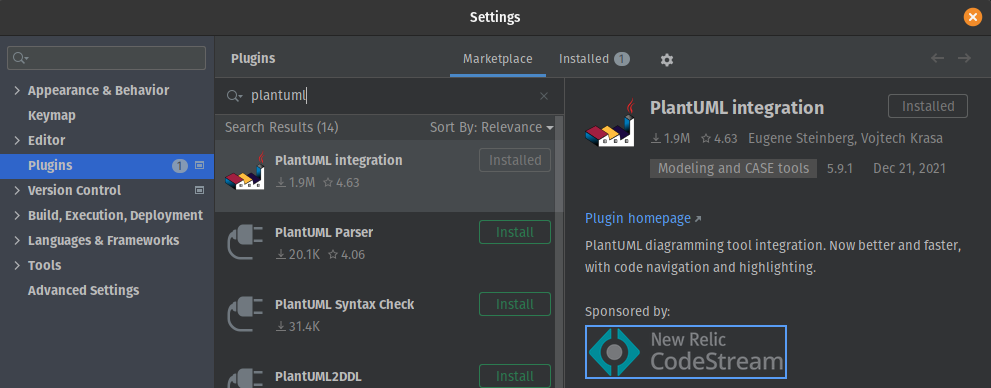 Settings
Plugins
Marketplace
Installed 1
plantuml
Appearance & Behavior
Keymap
Editor
Plugins 1
Version Control
Build, Execution, Deployment
Languages & Frameworks
Tools
Advanced Settings
Search Results (14) Sort By: Relevance
PlantUML integration Installed
1.9M 4.63
PlantUML Parser Install
20.1K 4.06
PlantUML Syntax Check Install
31.4K
PlantUML2DDL Install
PlantUML integration Installed
1.9M 4.63 Eugene Steinberg, Vojtech Krasa
Modeling and CASE tools 5.9.1 Dec 21, 2021
Plugin homepage
PlantUML diagramming tool integration. Now better and faster,
with code navigation and highlighting.
Sponsored by:
New Relic
CodeStream